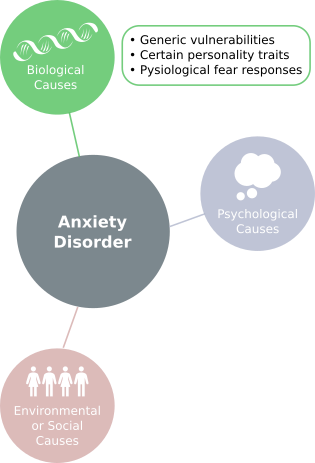 Biological
Causes
• Generic vulnerabilities
• Certain personality traits
• Pysiological fear responses
Anxiety
Disorder
Psychological
Causes
Environmental
or Social
Causes